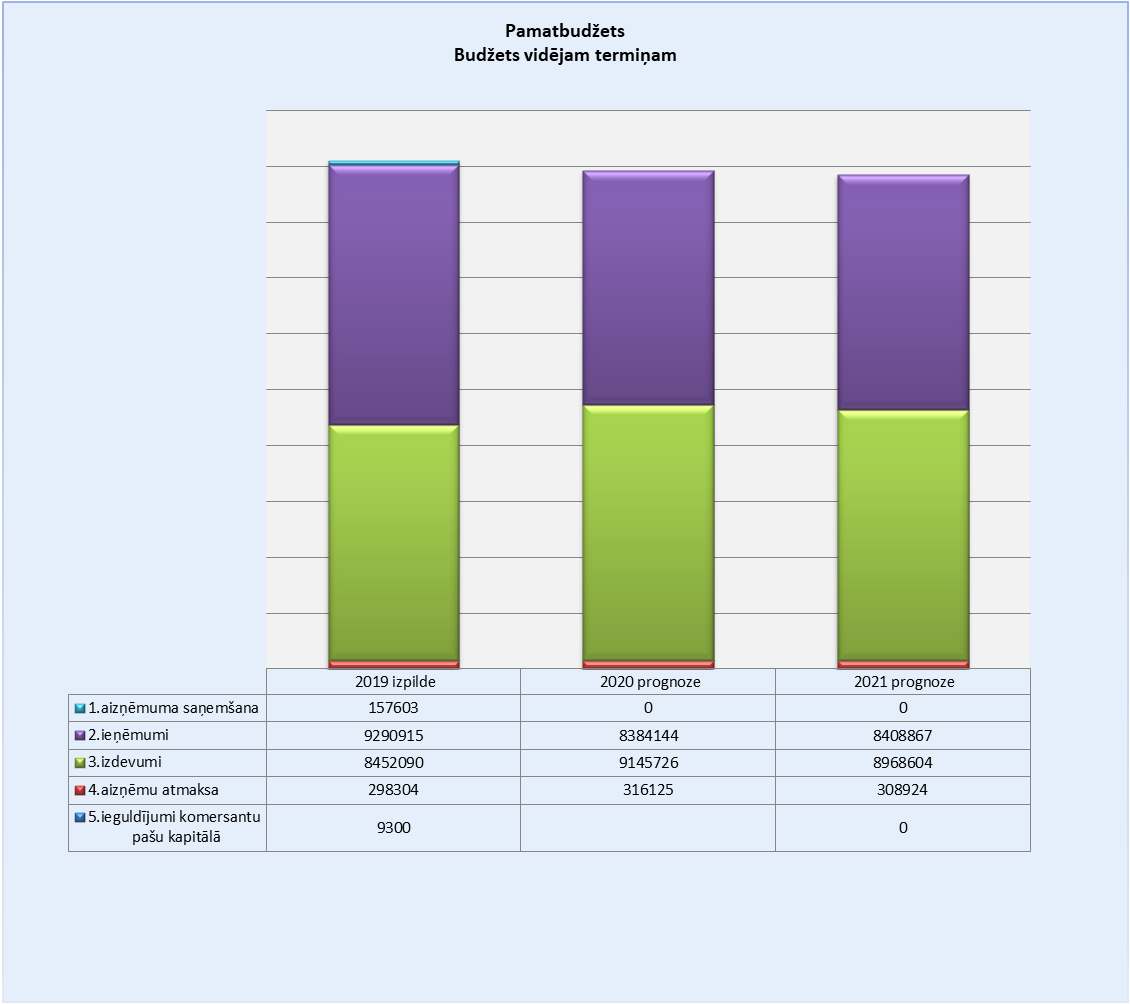 Pamatbudžets
Budžets vidējam termiņam
2019 izpilde 2020 prognoze 2021 prognoze
1.aizņēmuma saņemšana 157603 0 0
2.ieņēmumi 9290915 8384144 8408867
3.izdevumi 8452090 9145726 8968604
4.aizņēmu atmaksa 298304 316125 308924
5.ieguldījumi komersantu
pašu kapitālā 9300 0